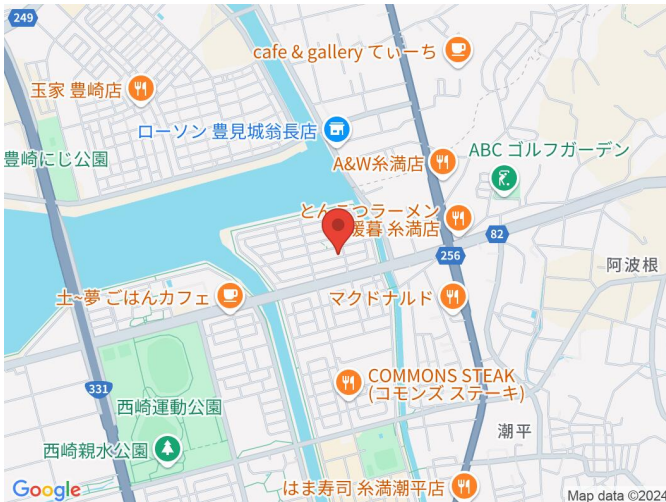 249
cafe & gallery てぃーち
玉家 豊崎店
ローソン 豊見城翁長店
豊崎にじ公園
A&W糸満店
ABC ゴルフガーデン
とんこつラーメン
暖暮 糸満店
82
256
阿波根
土~夢 ごはんカフェ
マクドナルド
331
COMMONS STEAK
(コモンズ ステーキ)
西崎運動公園
潮平
西崎親水公園
はま寿司 糸満潮平店
Google
Map data ©2024